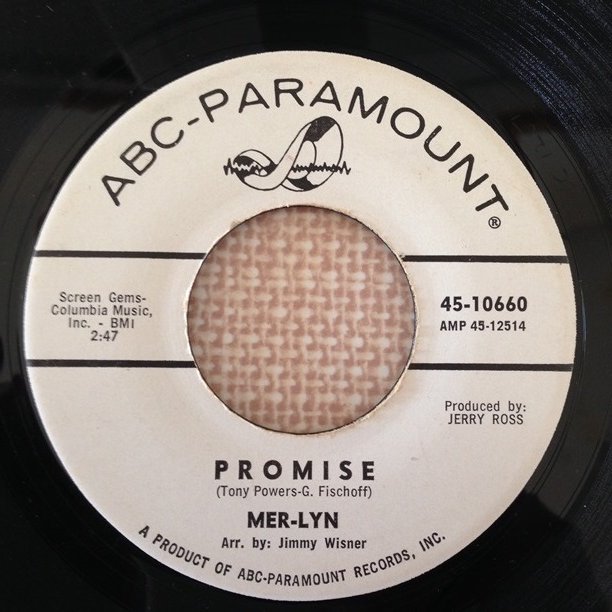 ABC-PARAMOUNT®
Screen Gems-
Columbia Music,
Inc. - BMI
2:47
45-10660
AMP 45-12514
Produced by:
JERRY ROSS
PROMISE
(Tony Powers-G. Fischoff)
MER-LYN
Arr. by: Jimmy Wisner
A PRODUCT OF ABC-PARAMOUNT RECORDS, INC.